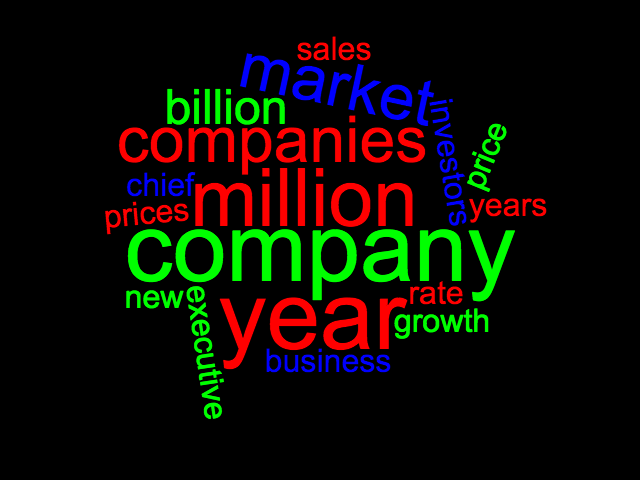 sales
market
billion
investors
companies
price
chief
million
years
prices
company
new
executive
rate
year
growth
business